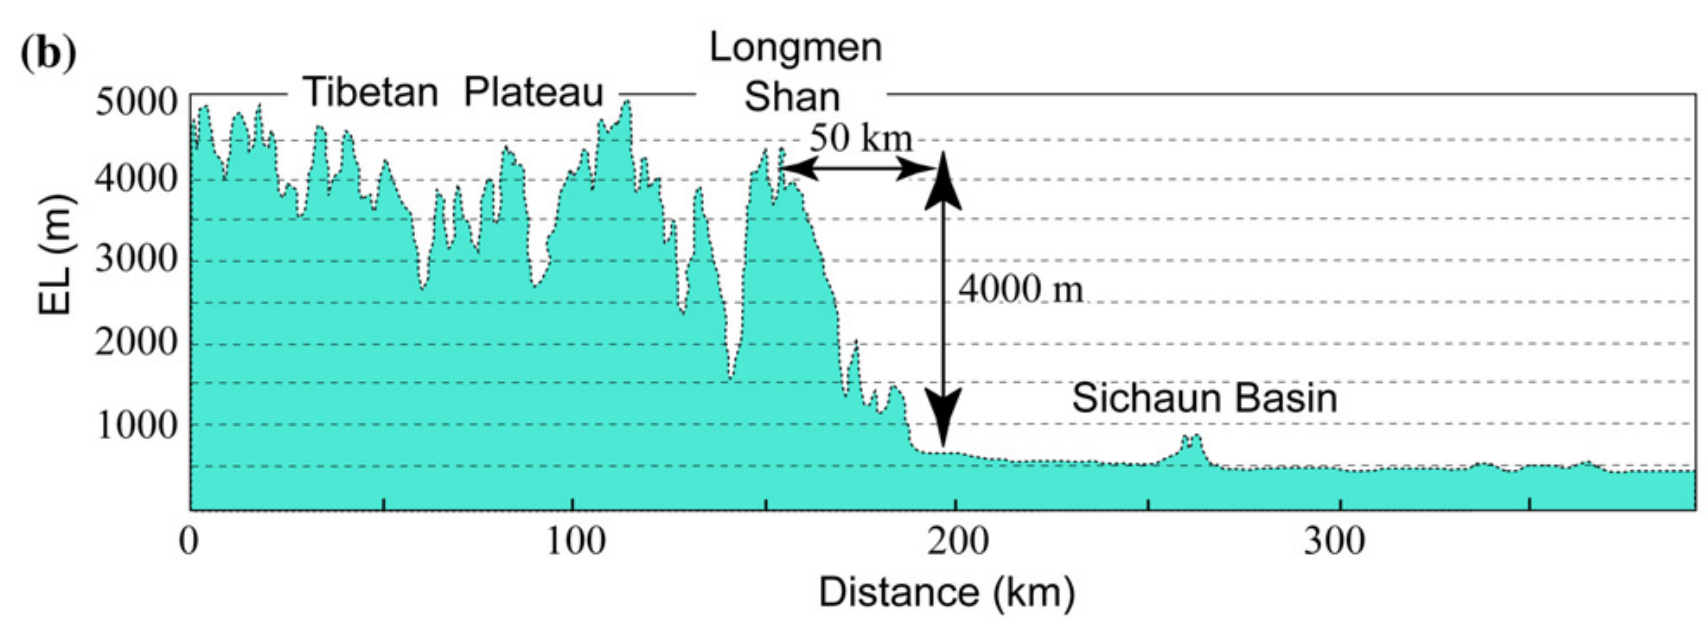 (b)
Longmen
Shan
Tibetan Plateau
50 km
5000
4000
3000
2000
1000
EL (m)
4000 m
Sichaun Basin
0
100
200
300
Distance (km)